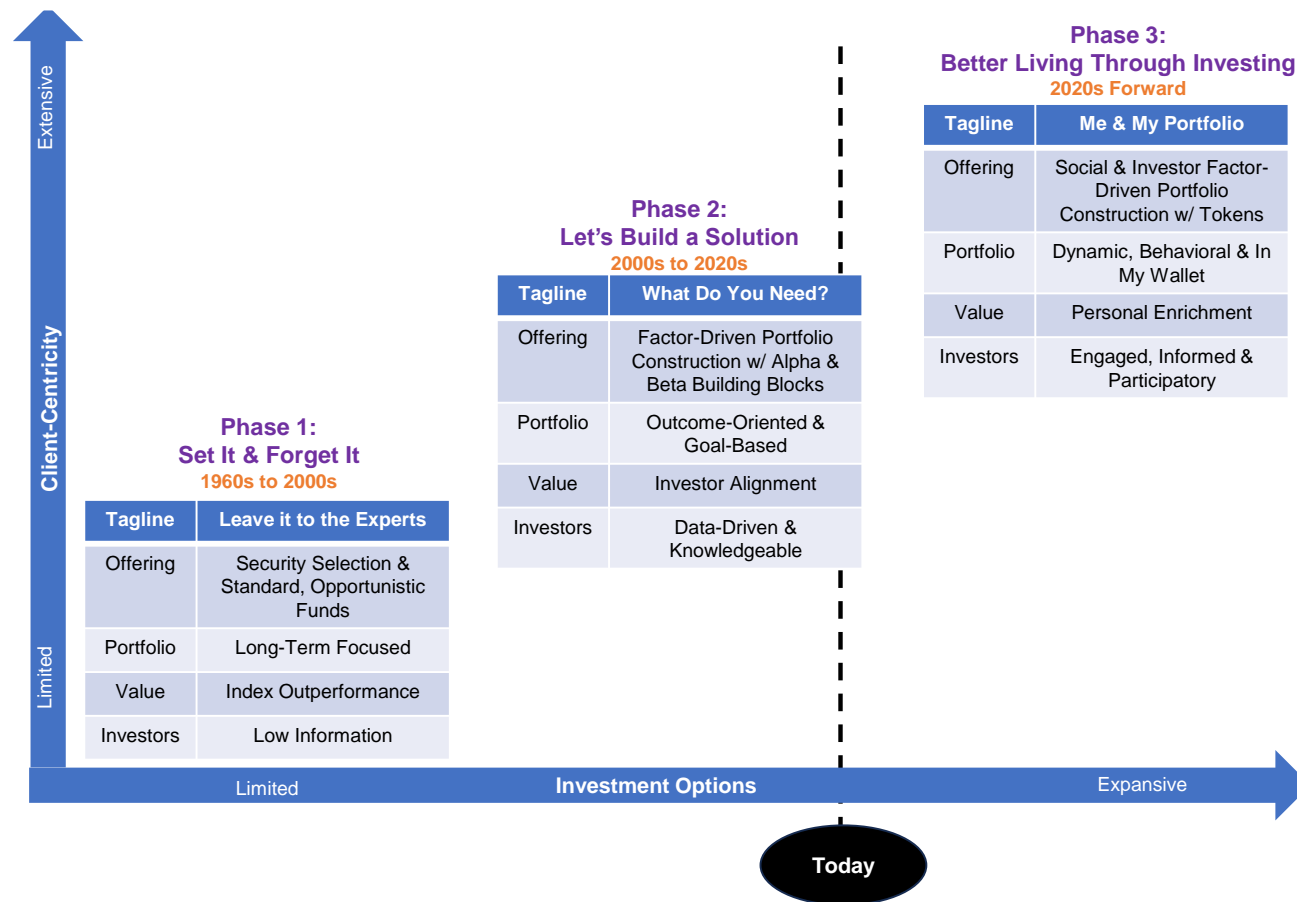 Extensive
Client-Centricity
Limited
Phase 1:
Set It & Forget It
1960s to 2000s
Tagline
Leave it to the Experts
Offering
Security Selection &
Standard, Opportunistic
Funds
Portfolio
Long-Term Focused
Value
Index Outperformance
Investors
Low Information
Phase 2:
Let's Build a Solution
2000s to 2020s
Tagline
What Do You Need?
Offering
Factor-Driven Portfolio
Construction w/ Alpha &
Beta Building Blocks
Portfolio
Outcome-Oriented &
Goal-Based
Value
Investor Alignment
Investors
Data-Driven &
Knowledgeable
Phase 3:
Better Living Through Investing
2020s Forward
Tagline
Me & My Portfolio
Offering
Social & Investor Factor-
Driven Portfolio
Construction w/ Tokens
Portfolio
Dynamic, Behavioral & In
My Wallet
Value
Personal Enrichment
Investors
Engaged, Informed &
Participatory
Limited
Investment Options
Expansive
Today